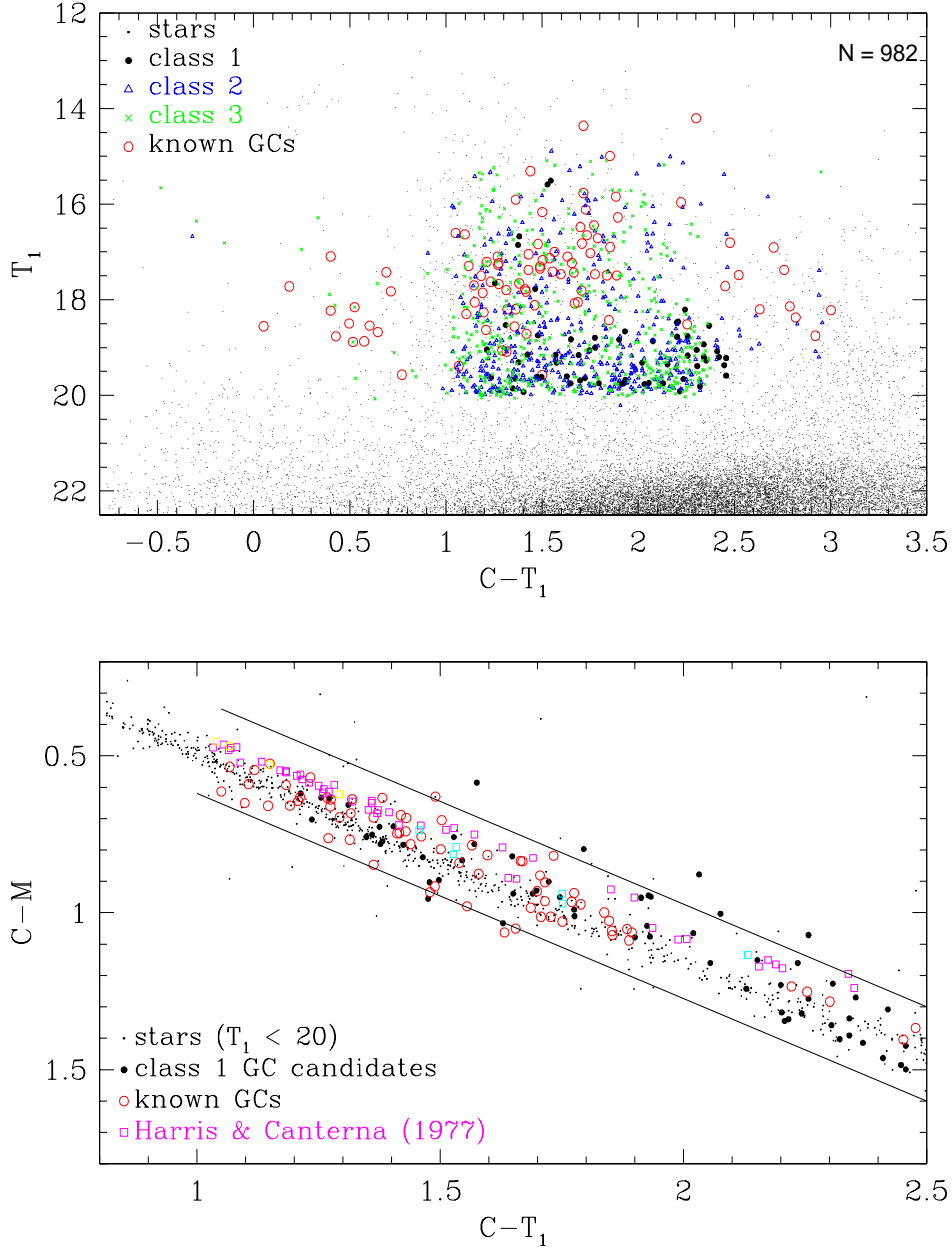 stars
class 1
class 2
class 3
known GCs
N = 982
12
14
16
18
20
22
T₁
−0.5 0 0.5 1 1.5 2 2.5 3 3.5
C−T₁
0.5
1
1.5
C−M
stars (T₁ < 20)
class 1 GC candidates
known GCs
Harris & Canterna (1977)
1 1.5 2 2.5
C−T₁